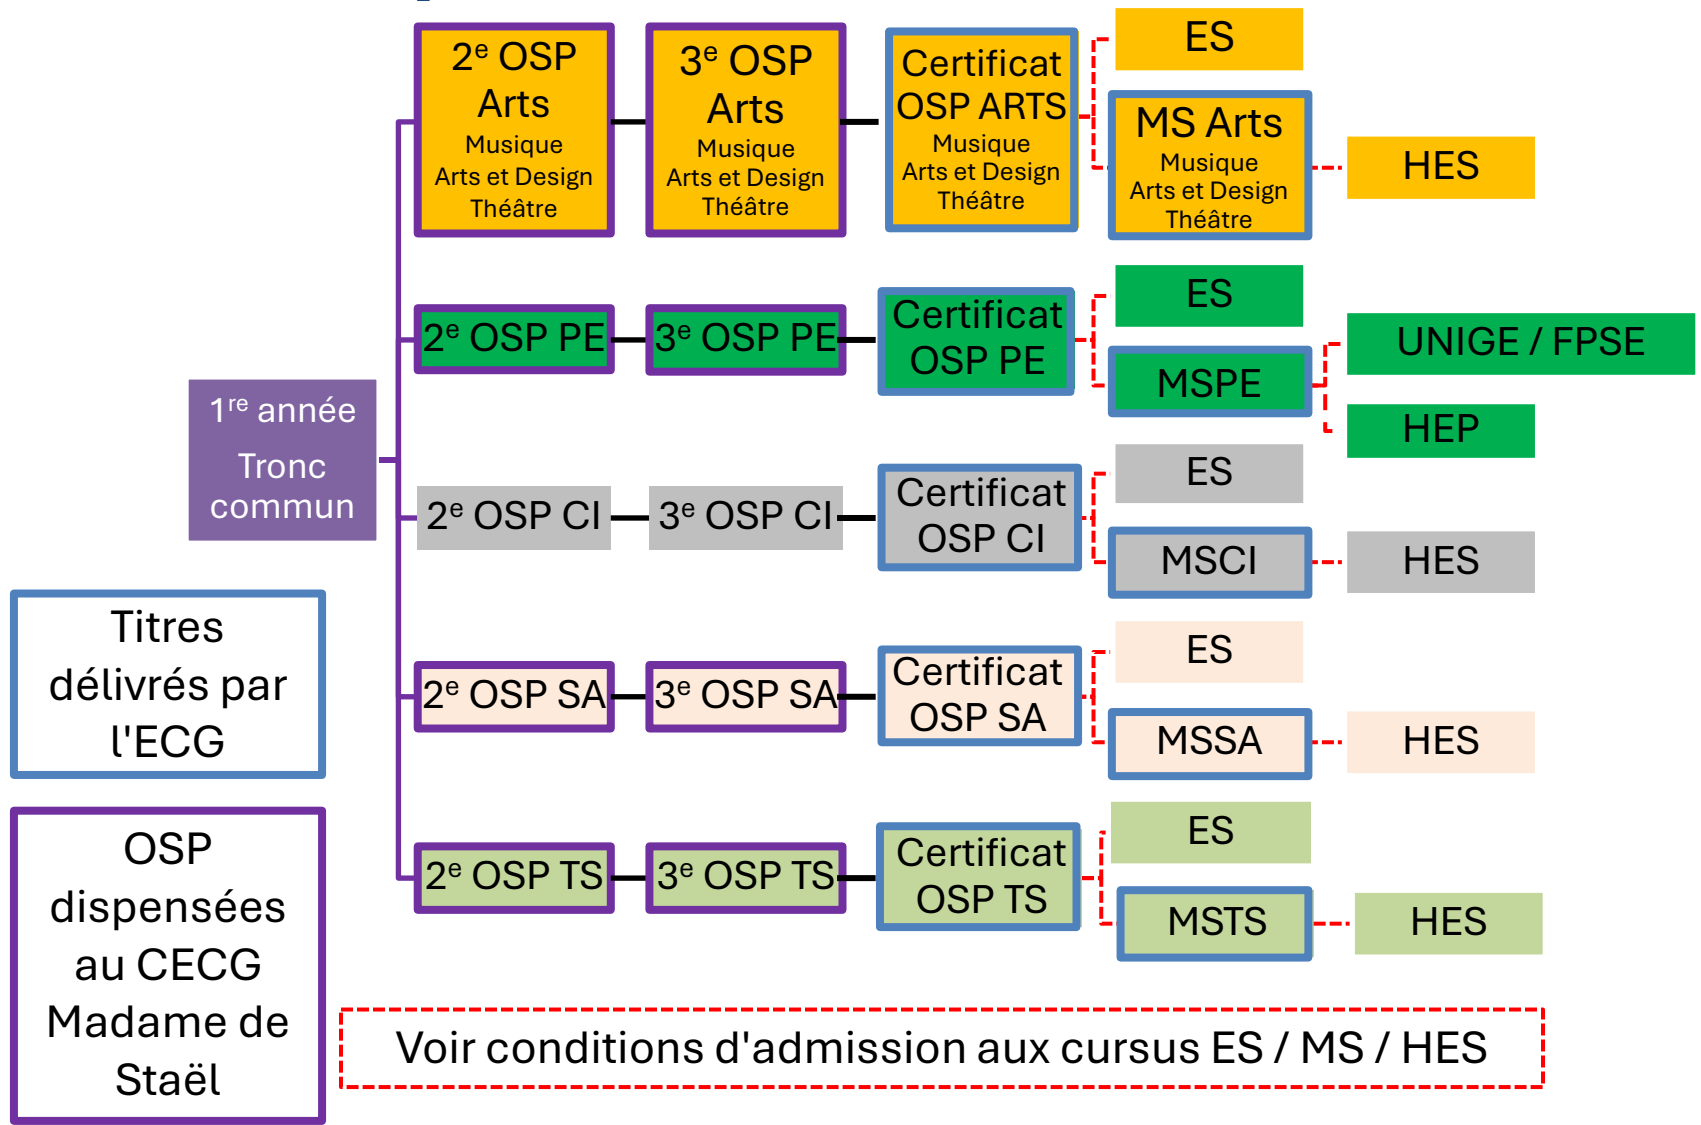 2e OSP
Arts
Musique
Arts et Design
Théâtre
3e OSP
Arts
Musique
Arts et Design
Théâtre
Certificat
OSP ARTS
Musique
Arts et Design
Théâtre
ES
MS Arts
Musique
Arts et Design
Théâtre
HES
2e OSP PE
3e OSP PE
Certificat
OSP PE
ES
MSPE
UNIGE / FPSE
HEP
1re année
Tronc
commun
2e OSP CI
3e OSP CI
Certificat
OSP CI
ES
MSCI
HES
2e OSP SA
3e OSP SA
Certificat
OSP SA
ES
MSSA
HES
2e OSP TS
3e OSP TS
Certificat
OSP TS
ES
MSTS
HES
Titres
délivrés par
l'ECG
OSP
dispensées
au CECG
Madame de
Staël
Voir conditions d'admission aux cursus ES / MS / HES